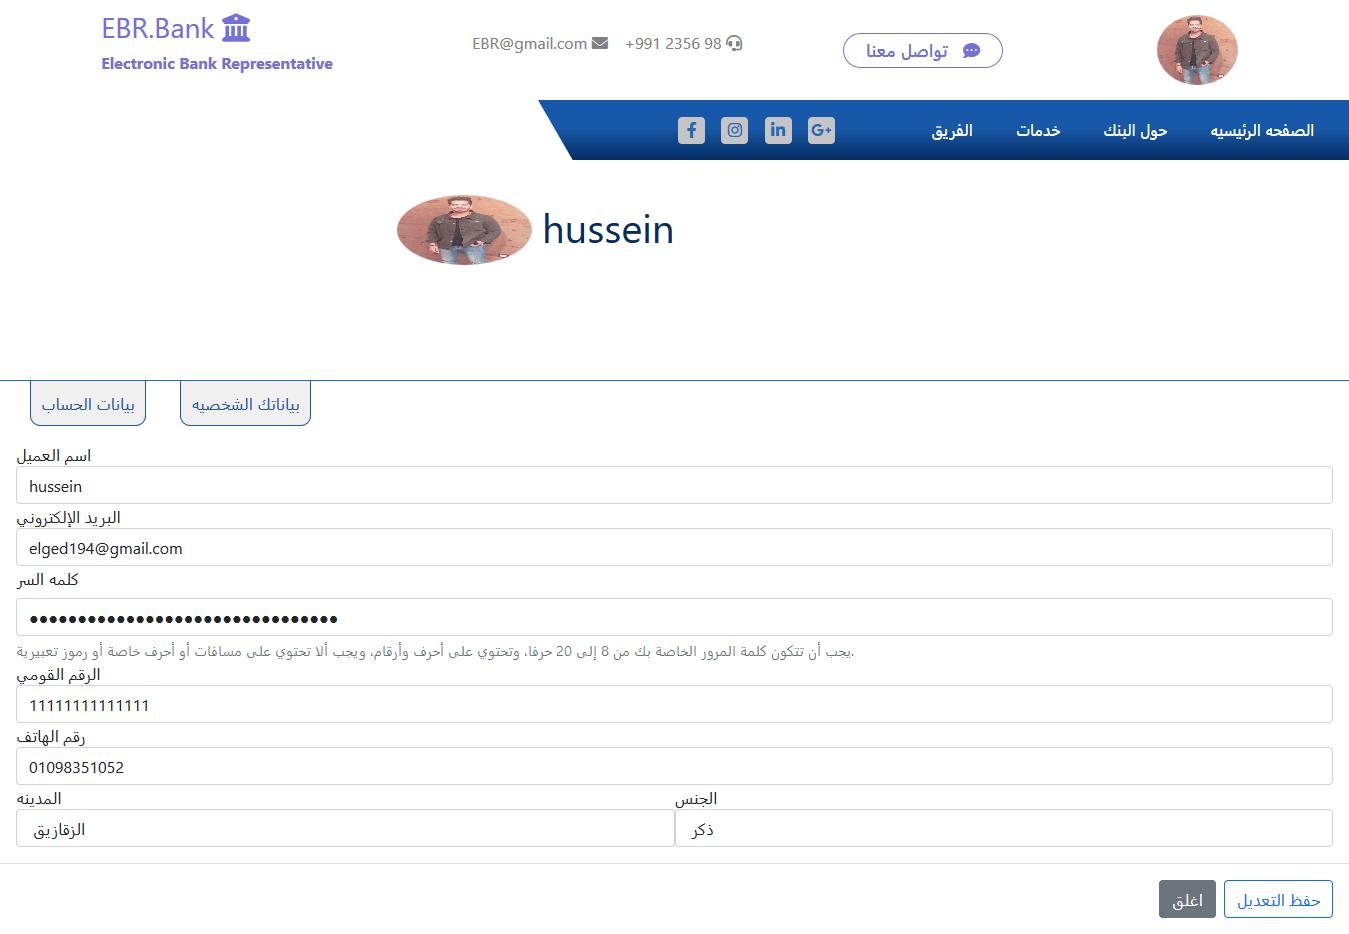 EBR.Bank
Electronic Bank Representative
EBR@gmail.com
+991 2356 98
تواصل معنا
الصفحه الرئيسيه
حول البنك
خدمات
الفريق
G+
in
f
hussein
بياناتك الشخصيه
بيانات الحساب
اسم العميل
hussein
البريد الإلكتروني
elged194@gmail.com
كلمه السر
••••••••••••••••••••••••••••••••
يجب أن تتكون كلمة المرور الخاصة بك من 8 إلى 20 حرفا، وتحتوي على أحرف وأرقام، ويجب ألا تحتوي على مسافات أو أحرف خاصة أو رموز تعبيرية.
الرقم القومي
11111111111111
رقم الهاتف
01098351052
المدينه
الزقازيق
الجنس
ذكر
اغلق
حفظ التعديل